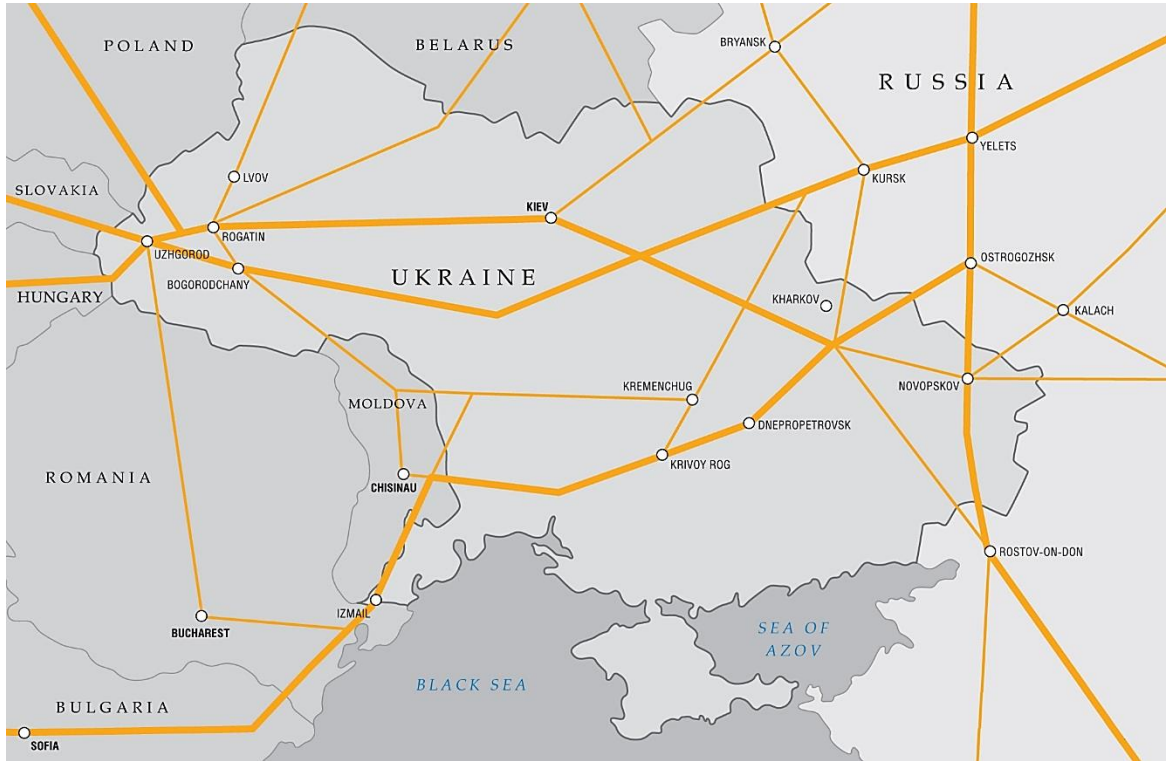 POLAND
BELARUS
BRYANSK
RUSSIA
YELETS
SLOVAKIA
LVOV
KURSK
KIEV
ROGATIN
UZHGOROD
OSTROGOZHSK
BOGORODCHANY
UKRAINE
HUNGARY
KHARKOV
KALACH
KREMENCHUG
NOVOPSKOV
MOLDOVA
DNEPROPETROVSK
KRIVOY ROG
ROMANIA
CHISINAU
ROSTOV-ON-DON
IZMAIL
BUCHAREST
SEA OF
AZOV
BLACK SEA
BULGARIA
SOFIA